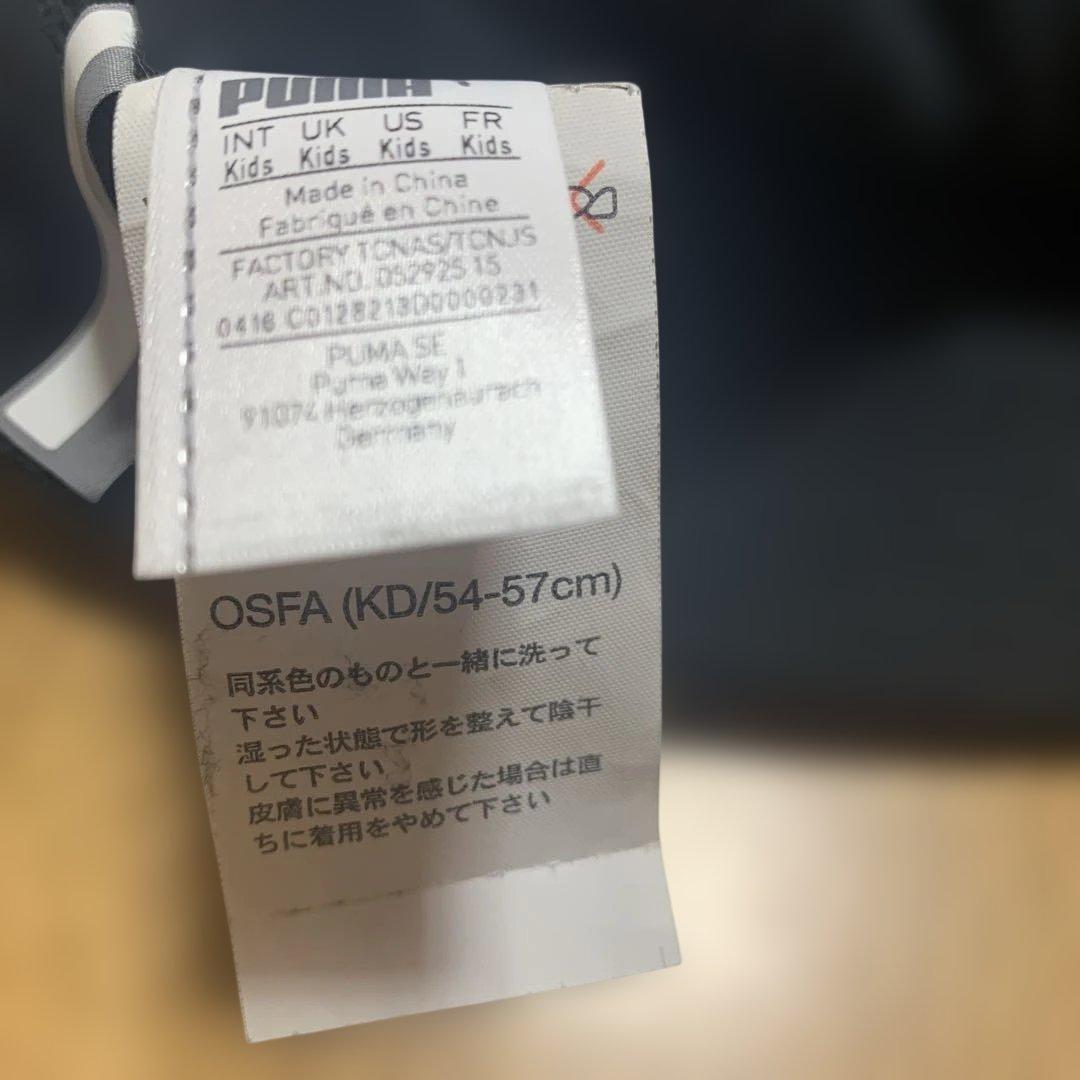 PUMA
INT UK US FR
Kids Kids Kids Kids
Made in China
Fabriqué en Chine
FACTORY TCNAS/TCNJS
ART.NO. 052925 15
0416 C0128213D0000231
PUMA SE
Puma Way 1
91074 Herzogenaurach
Germany
OSFA (KD/54-57cm)
同系色のものと一緒に洗って
下さい
湿った状態で形を整えて陰干
して下さい
皮膚に異常を感じた場合は直
ちに着用をやめて下さい